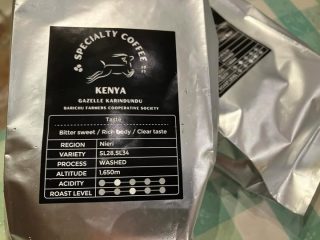 SPECIALTY COFFEE
KENYA
GAZELLE KARINDUNDU
BARICHU FARMERS COOPERATIVE SOCIETY
Taste
Bitter sweet / Rich body / Clear taste
REGION Nieri
VARIETY SL28,SL34
PROCESS WASHED
ALTITUDE 1,650m
ACIDITY
ROAST LEVEL